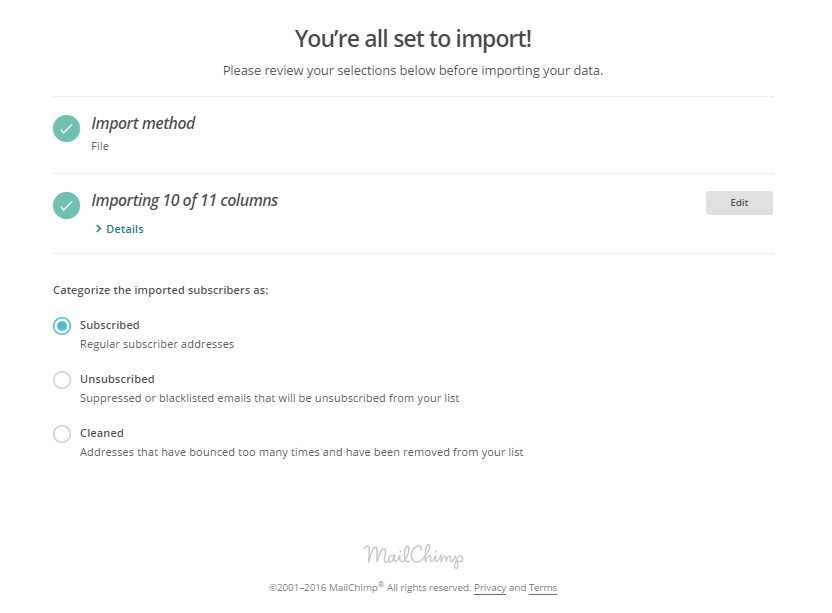 You’re all set to import!
Please review your selections below before importing your data.
Import method
File
Importing 10 of 11 columns
Edit
Details
Categorize the imported subscribers as:
Subscribed
Regular subscriber addresses
Unsubscribed
Suppressed or blacklisted emails that will be unsubscribed from your list
Cleaned
Addresses that have bounced too many times and have been removed from your list
MailChimp
©2001–2016 MailChimp® All rights reserved. Privacy and Terms